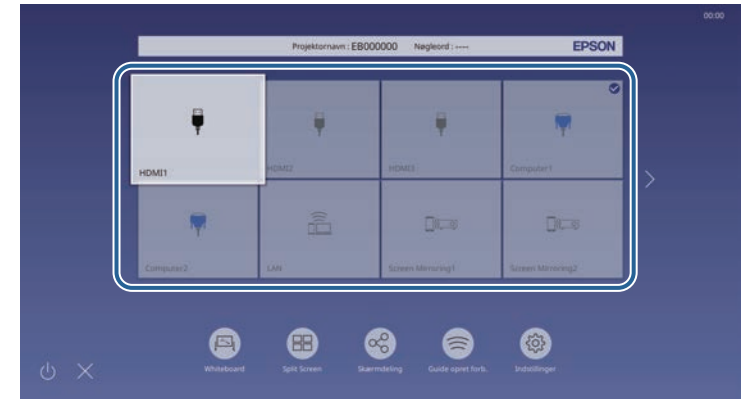 00:00
Projektornavn : EB000000 Nøgleord : ---- EPSON
HDMI1 HDMI2 HDMI3 Computer1
Computer2 LAN Screen Mirroring1 Screen Mirroring2
Whiteboard Split Screen Skærmdeling Guide opret forb. Indstillinger